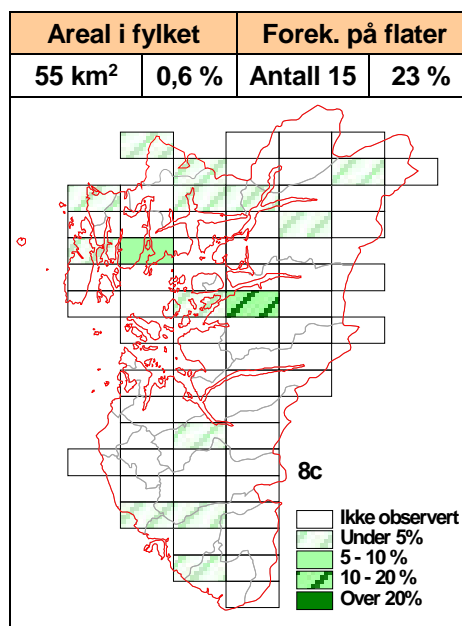 Areal i fylket Forek. på flater
55 km² 0,6 % Antall 15 23 %
8c
Ikke observert
Under 5%
5 - 10 %
10 - 20 %
Over 20%